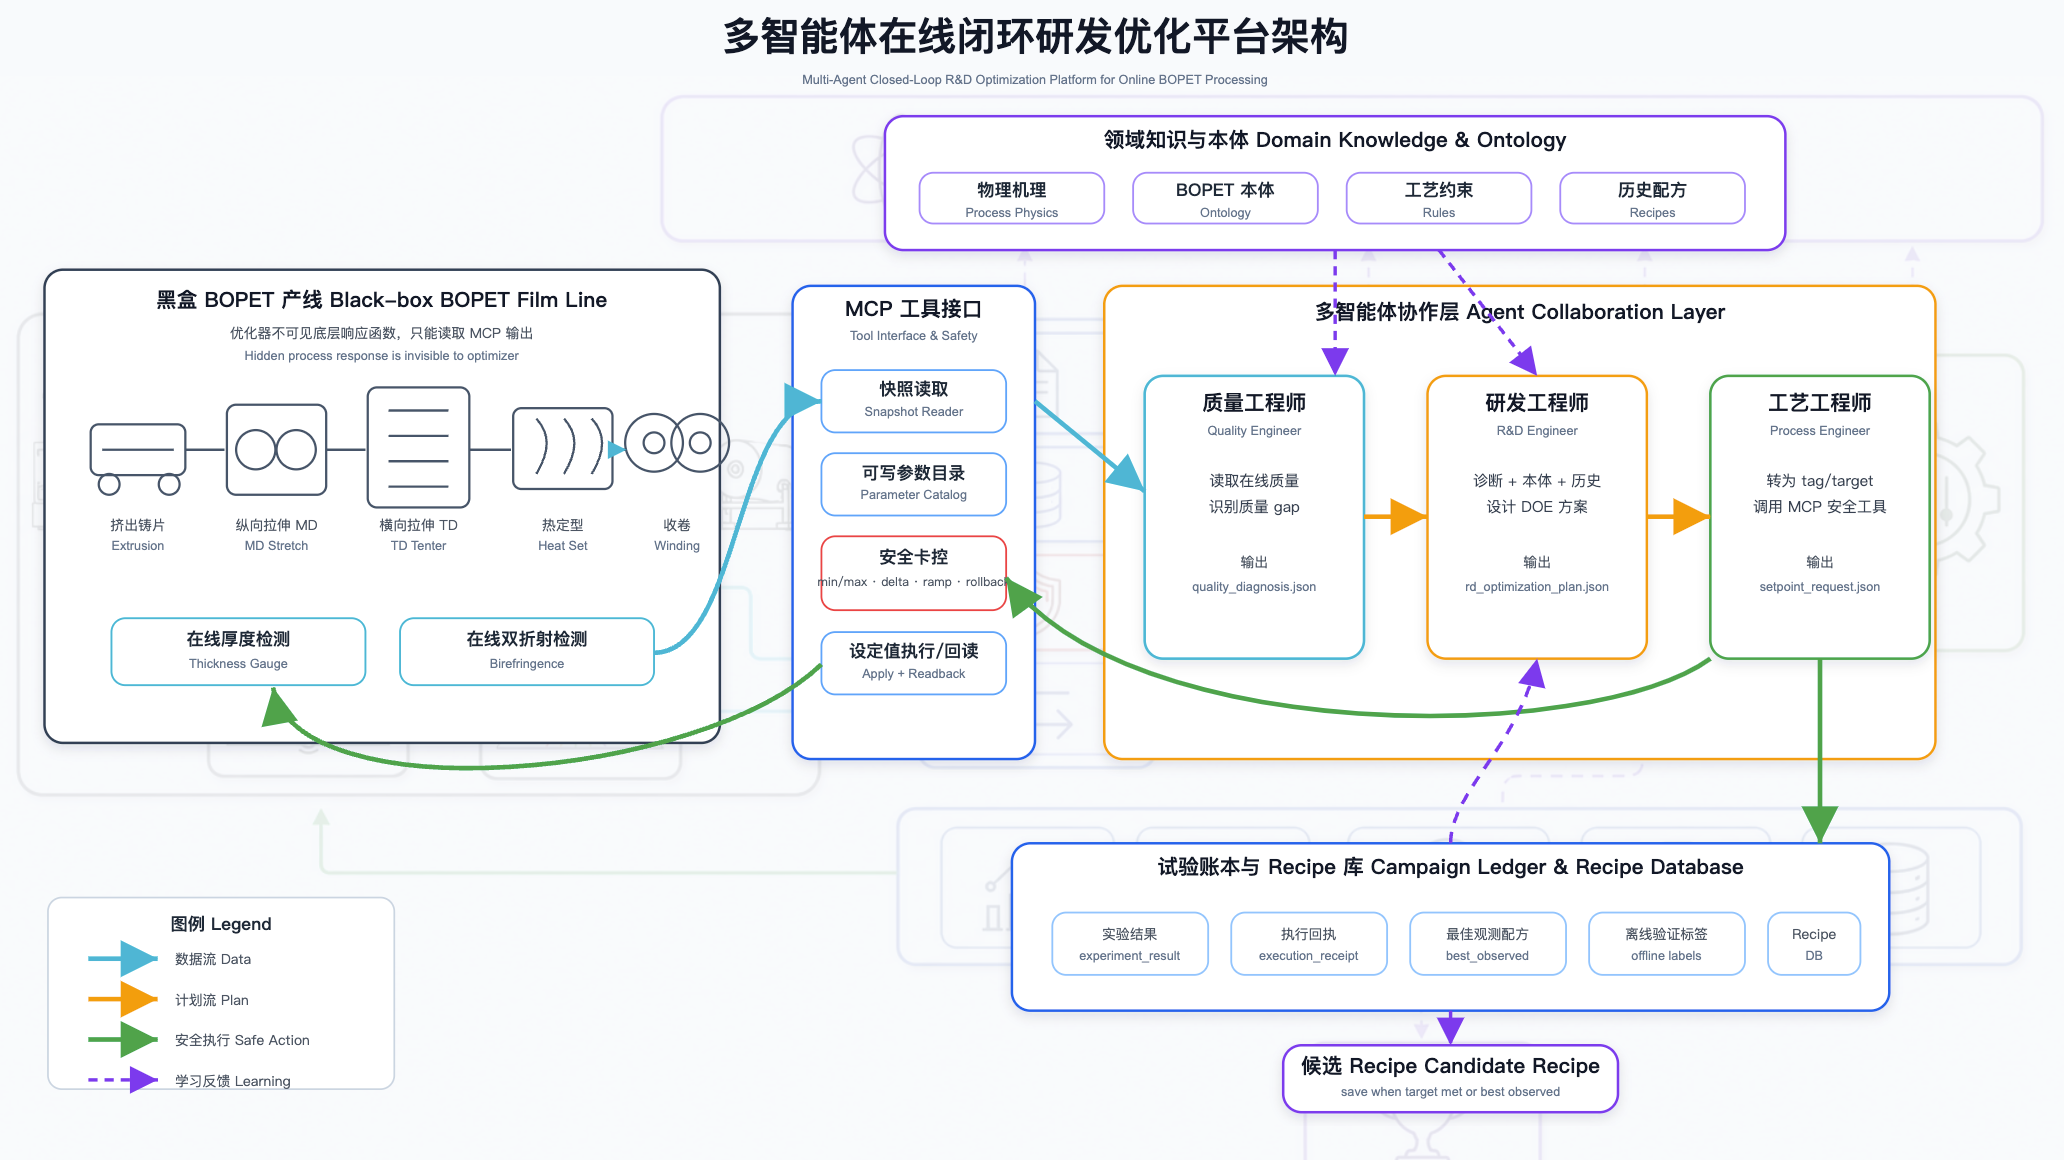 多智能体在线闭环研发优化平台架构
Multi-Agent Closed-Loop R&D Optimization Platform for Online BOPET Processing
领域知识与本体 Domain Knowledge & Ontology
物理机理
Process Physics
BOPET 本体
Ontology
工艺约束
Rules
历史配方
Recipes
黑盒 BOPET 产线 Black-box BOPET Film Line
优化器不可见底层响应函数，只能读取 MCP 输出
Hidden process response is invisible to optimizer
挤出铸片
Extrusion
纵向拉伸 MD
MD Stretch
横向拉伸 TD
TD Tenter
热定型
Heat Set
收卷
Winding
在线厚度检测
Thickness Gauge
在线双折射检测
Birefringence
MCP 工具接口
Tool Interface & Safety
快照读取
Snapshot Reader
可写参数目录
Parameter Catalog
安全卡控
min/max · delta · ramp · rollback
设定值执行/回读
Apply + Readback
多智能体协作层 Agent Collaboration Layer
质量工程师
Quality Engineer
读取在线质量
识别质量 gap
输出
quality_diagnosis.json
研发工程师
R&D Engineer
诊断 + 本体 + 历史
设计 DOE 方案
输出
rd_optimization_plan.json
工艺工程师
Process Engineer
转为 tag/target
调用 MCP 安全工具
输出
setpoint_request.json
试验账本与 Recipe 库 Campaign Ledger & Recipe Database
实验结果
experiment_result
执行回执
execution_receipt
最佳观测配方
best_observed
离线验证标签
offline labels
Recipe
DB
候选 Recipe Candidate Recipe
save when target met or best observed
图例 Legend
数据流 Data
计划流 Plan
安全执行 Safe Action
学习反馈 Learning